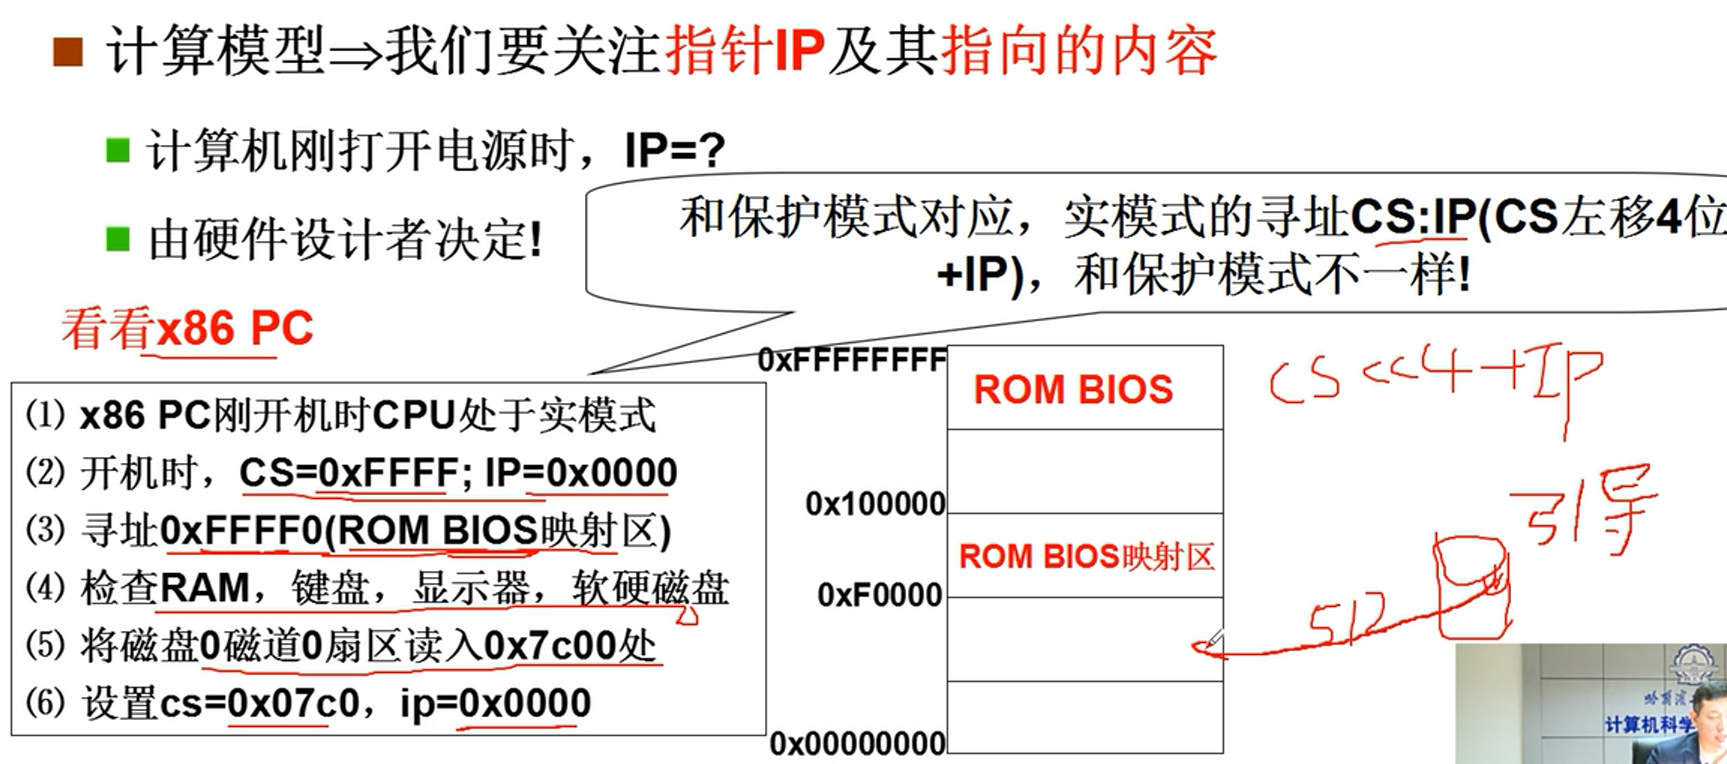 计算模型⇒我们要关注指针IP及其指向的内容
计算机刚打开电源时，IP=?
由硬件设计者决定!
和保护模式对应，实模式的寻址CS:IP(CS左移4位
+IP)，和保护模式不一样!
看看x86 PC
⑴ x86 PC刚开机时CPU处于实模式
⑵ 开机时，CS=0xFFFF; IP=0x0000
⑶ 寻址0xFFFF0(ROM BIOS映射区)
⑷ 检查RAM，键盘，显示器，软硬磁盘
⑸ 将磁盘0磁道0扇区读入0x7c00处
⑹ 设置cs=0x07c0，ip=0x0000
0xFFFFFFFF
ROM BIOS
0x100000
ROM BIOS映射区
0xF0000
0x00000000
CS<<4+IP
引导
512
计算机科学